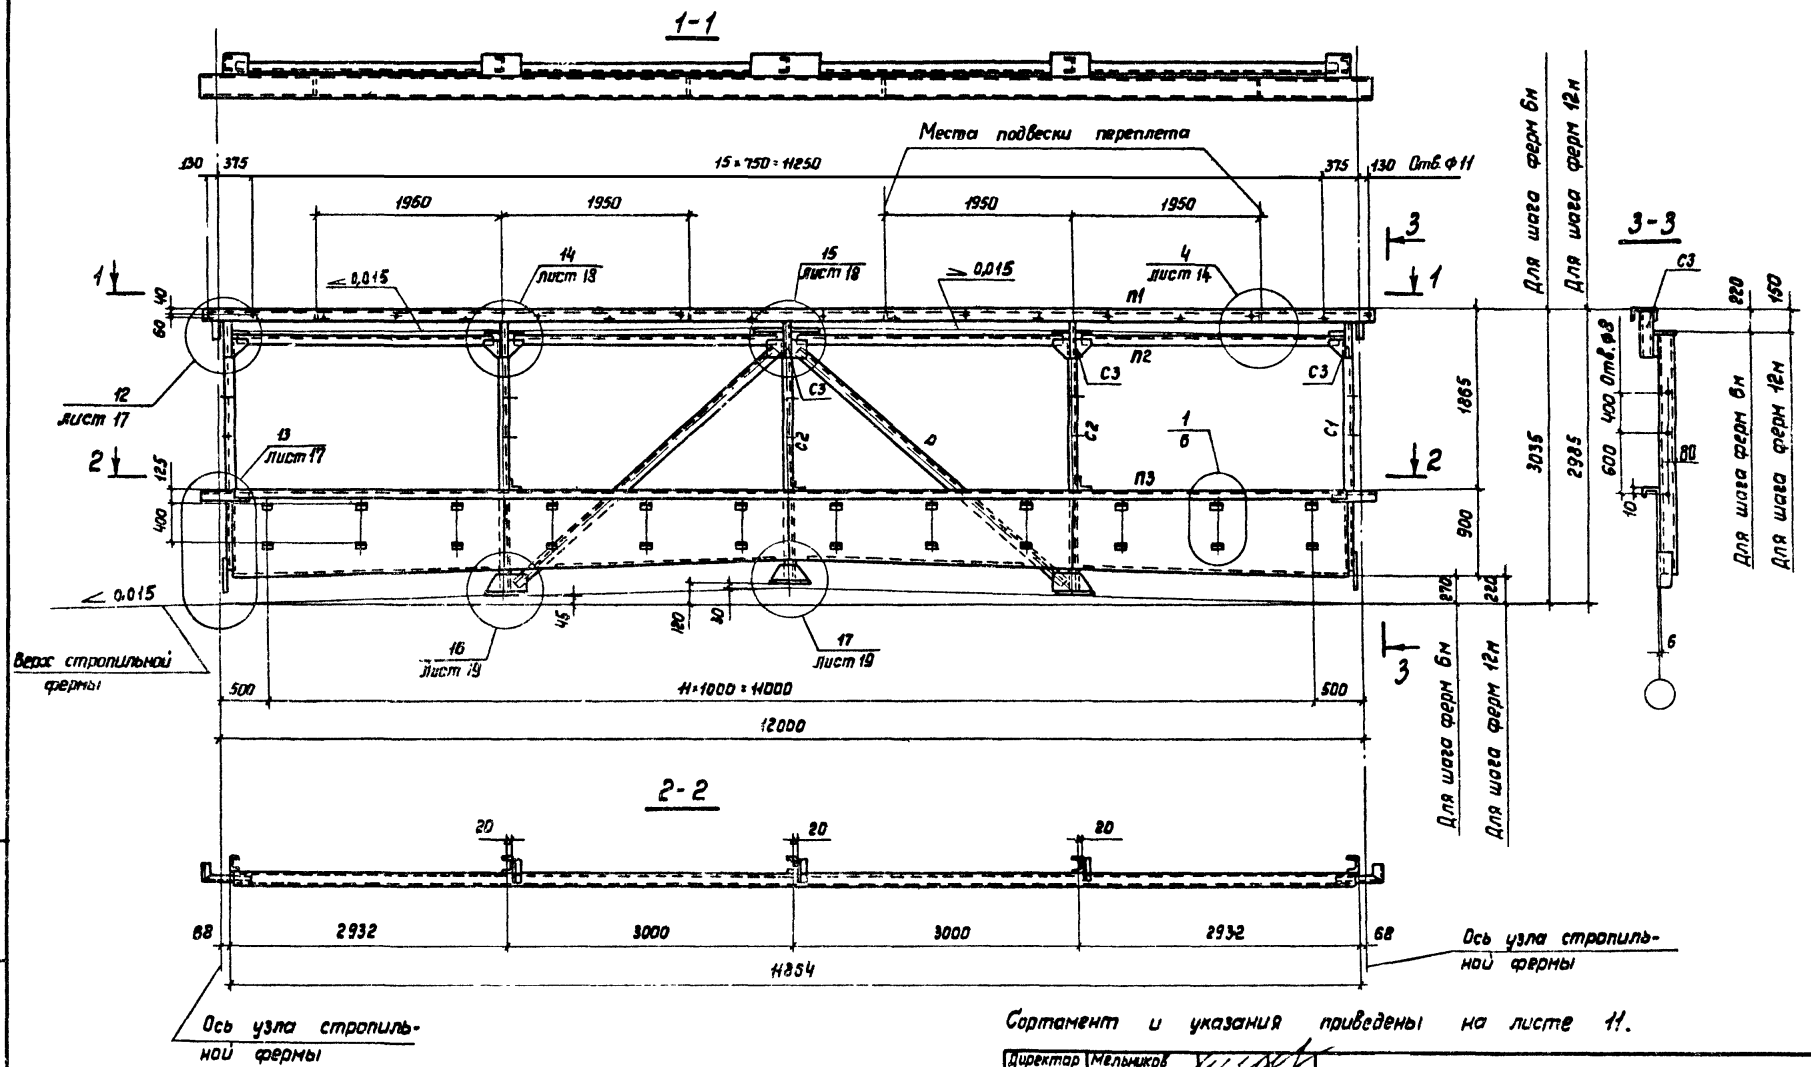 1-1
Места подвески переплета
130 375
15×750=11250
375 130 Отв. ф11
1950 1950 1950 1950
Для шага ферм 6м
Для шага ферм 12м
3
3-3
С3
14
лист 18
15
лист 18
4
лист 14
1
1
0,015
0,015
П1
40
60
П2
С3
С3
С3
12
лист 17
13
лист 17
С2
С2
С1
Р
1
6
2
2
125
П3
400
1865
900
3035
2985
220
150
400 Отв. ф8
600
600
80
10
Для шага ферм 6м
Для шага ферм 12м
0,015
45
120
30
270
220
Верх стропильной
фермы
16
лист 19
17
лист 19
3
6
500
11×1000=11000
500
12000
Для шага ферм 6м
Для шага ферм 12м
2-2
20 20 20
68 2932 3000 3000 2932 68
11854
Ось узла стропиль-
ной фермы
Ось узла стропиль-
ной фермы
Сортамент и указания приведены на листе 11.
Директор Мельников